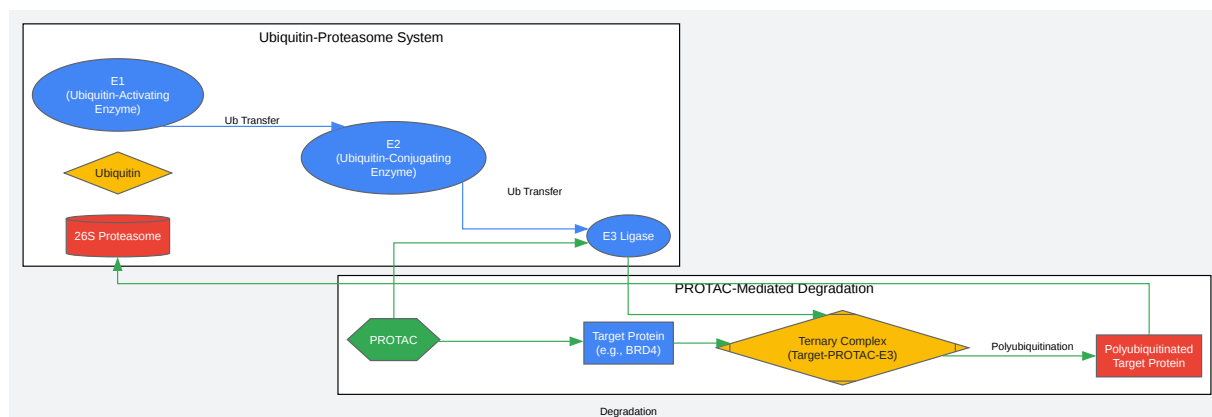 Ubiquitin-Proteasome System
E1
(Ubiquitin-Activating
Enzyme)
Ub Transfer
E2
(Ubiquitin-Conjugating
Enzyme)
Ubiquitin
Ub Transfer
26S Proteasome
E3 Ligase
PROTAC-Mediated Degradation
PROTAC
Target Protein
(e.g., BRD4)
Ternary Complex
(Target-PROTAC-E3)
Polyubiquitination
Polyubiquitinated
Target Protein
Degradation